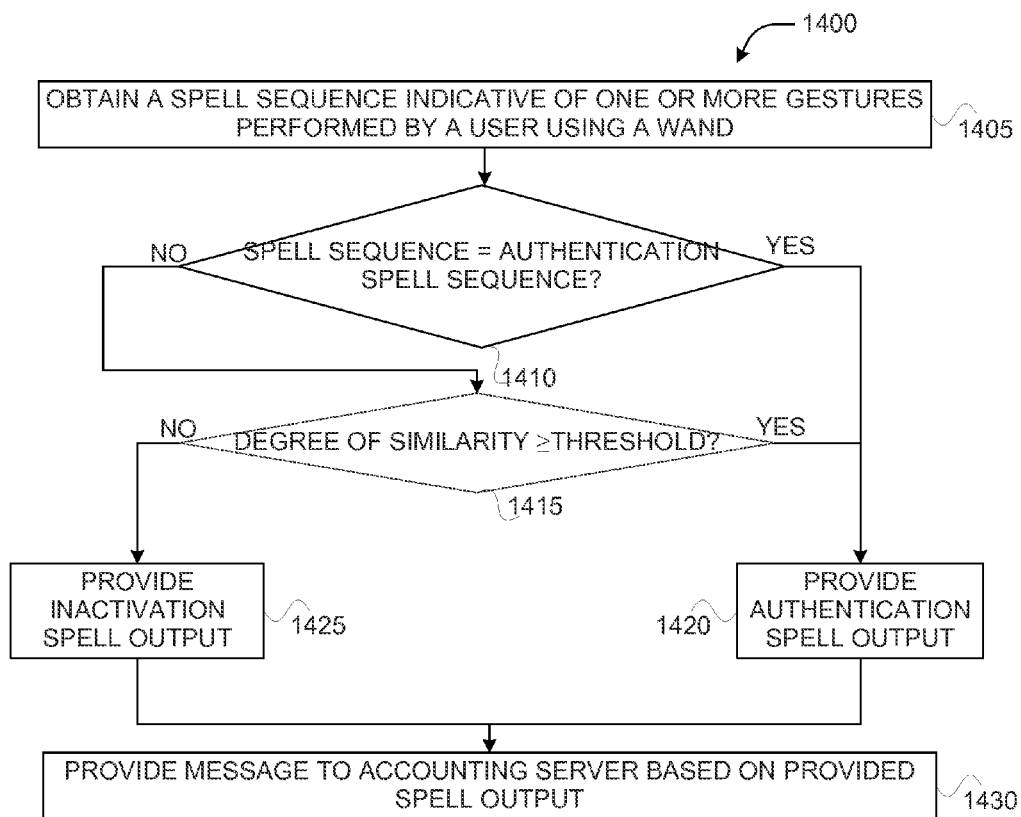 1400
OBTAIN A SPELL SEQUENCE INDICATIVE OF ONE OR MORE GESTURES
PERFORMED BY A USER USING A WAND
1405
NO
SPELL SEQUENCE = AUTHENTICATION
SPELL SEQUENCE?
YES
1410
NO
DEGREE OF SIMILARITY ≥THRESHOLD?
YES
1415
PROVIDE
INACTIVATION
SPELL OUTPUT
1425
1420
PROVIDE
AUTHENTICATION
SPELL OUTPUT
PROVIDE MESSAGE TO ACCOUNTING SERVER BASED ON PROVIDED
SPELL OUTPUT
1430